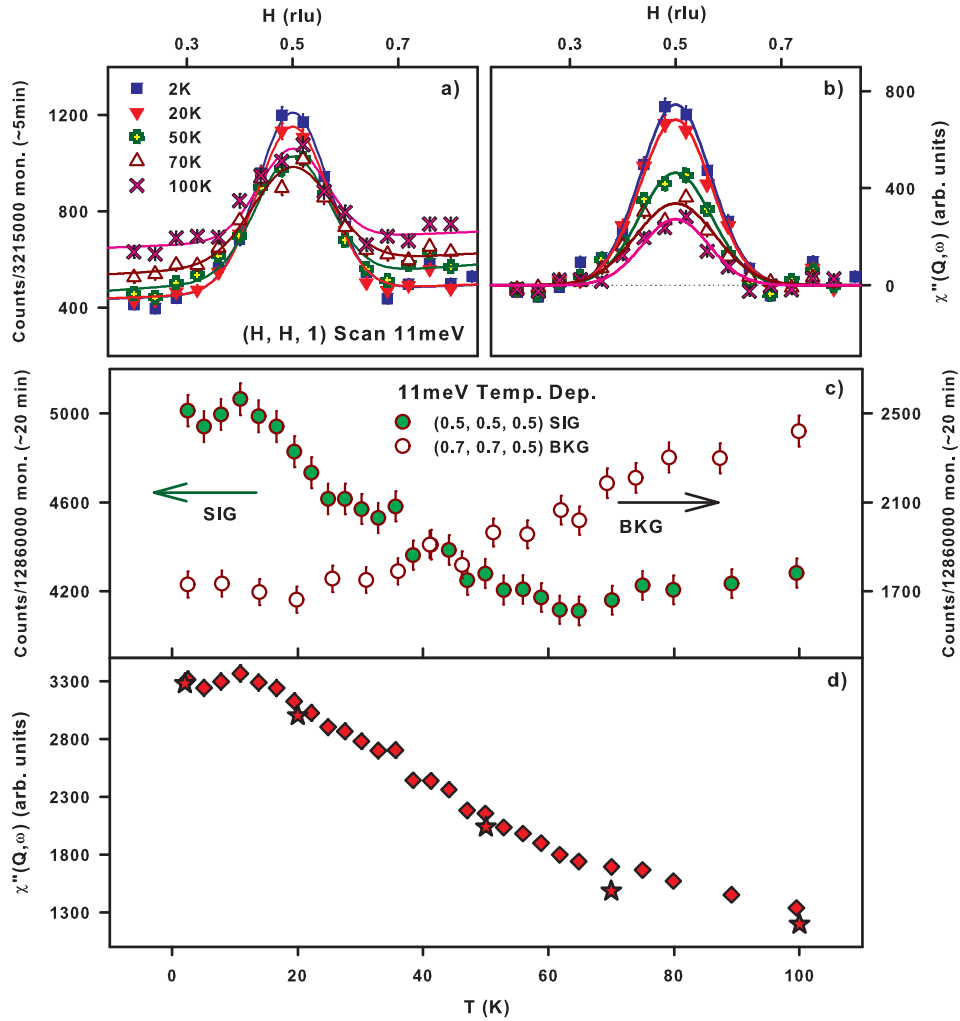 H (rlu)
H (rlu)
0.3 0.5 0.7
0.3 0.5 0.7
a)
b)
2K
20K
50K
70K
100K
Counts/3215000 mon. (~5min)
1200
800
400
(H, H, 1) Scan 11meV
800
400
0
χ''(Q,ω) (arb. units)
c)
11meV Temp. Dep.
(0.5, 0.5, 0.5) SIG
(0.7, 0.7, 0.5) BKG
SIG
BKG
Counts/12860000 mon. (~20 min)
5000
4600
4200
2500
2100
1700
Counts/12860000 mon. (~20 min)
d)
χ''(Q,ω) (arb. units)
3300
2800
2300
1800
1300
0 20 40 60 80 100
T (K)